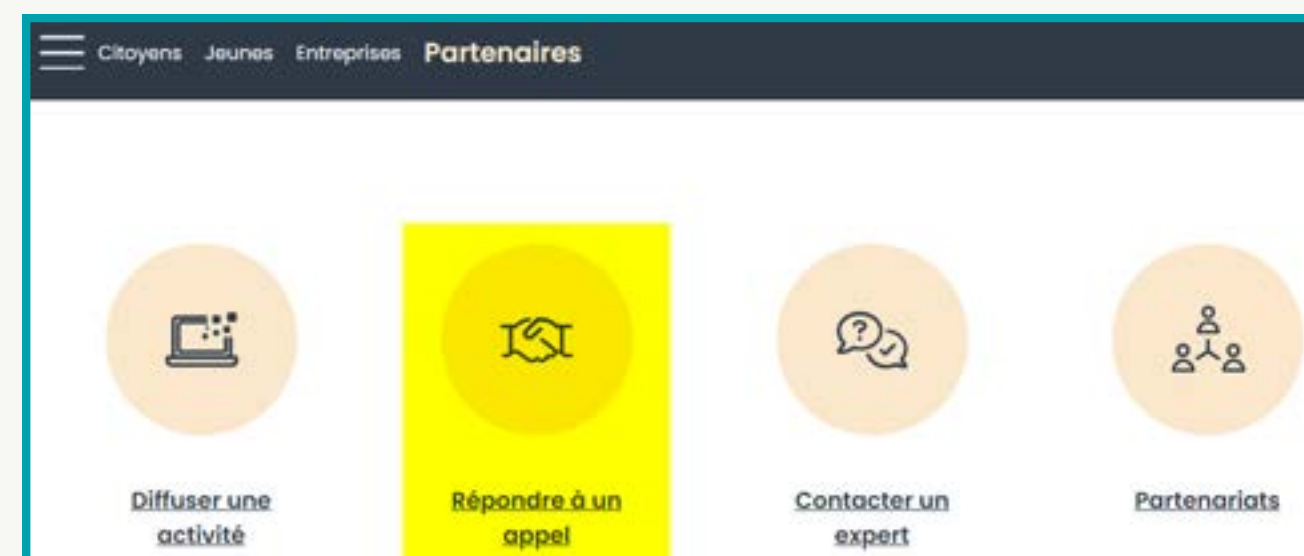 Citoyens Jeunes Entreprises Partenaires
Diffuser une
activité
Répondre à un
appel
Contacter un
expert
Partenariats